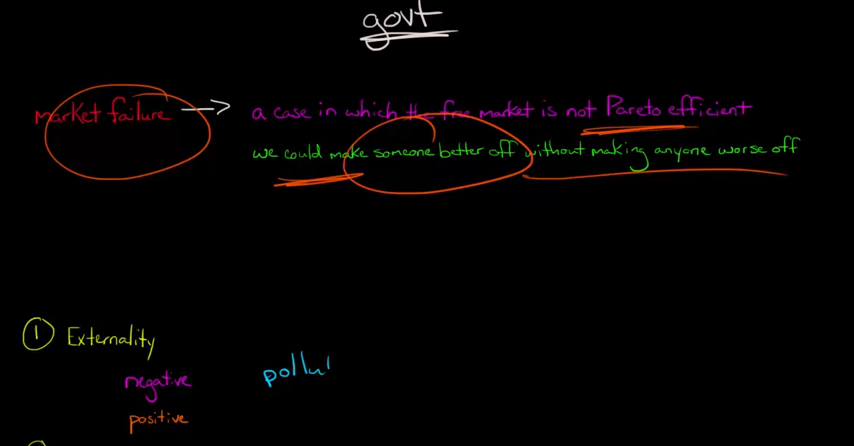 govt
market failure → a case in which the free market is not Pareto efficient
we could make someone better off without making anyone worse off
1 Externality
negative pollu
positive